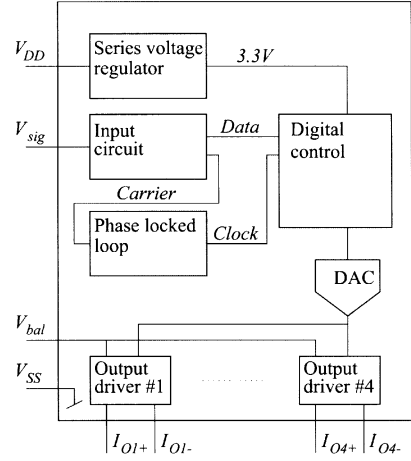 V_DD
Series voltage
regulator
3.3V
V_sig
Input
circuit
Data
Digital
control
Carrier
Phase locked
loop
Clock
DAC
V_bal
V_SS
Output
driver #1
Output
driver #4
I_O1+
I_O1-
I_O4+
I_O4-